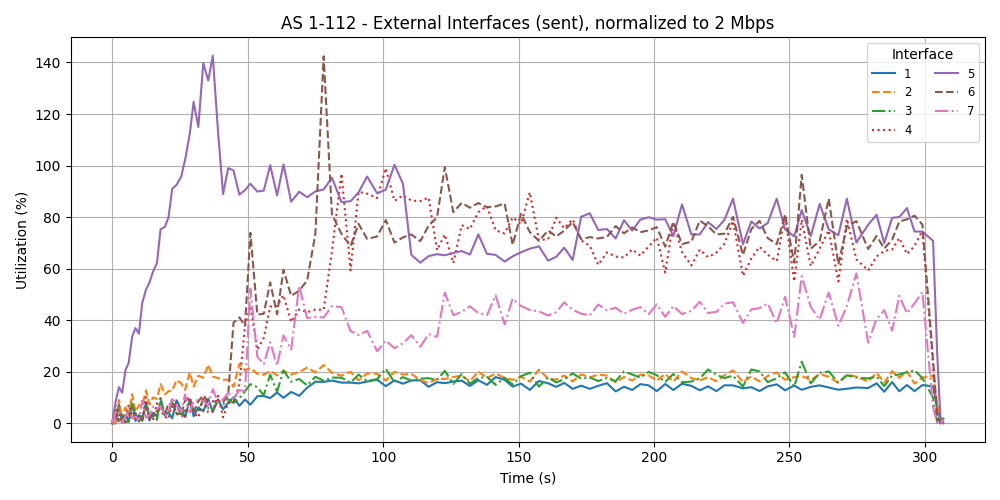 AS 1-112 - External Interfaces (sent), normalized to 2 Mbps
Utilization (%)
140
120
100
80
60
40
20
0
0 50 100 150 200 250 300
Time (s)
Interface
1 5
2 6
3 7
4